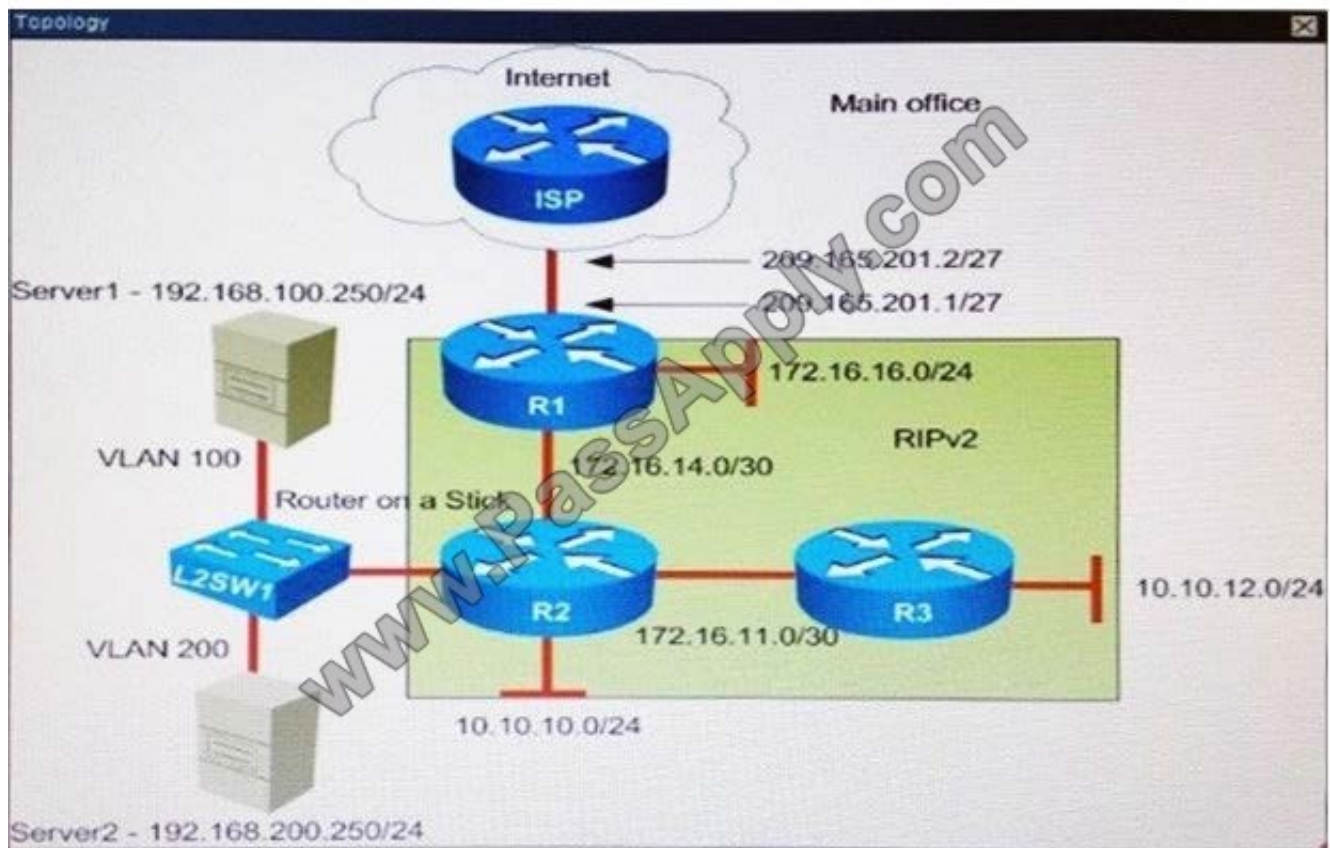 Topology
Internet
Main office
ISP
209.165.201.2/27
Server1 - 192.168.100.250/24
209.165.201.1/27
172.16.16.0/24
R1
RIPv2
VLAN 100
172.16.14.0/30
Router on a Stick
L2SW1
R2
R3
10.10.12.0/24
172.16.11.0/30
VLAN 200
10.10.10.0/24
Server2 - 192.168.200.250/24
www.PassApply.com